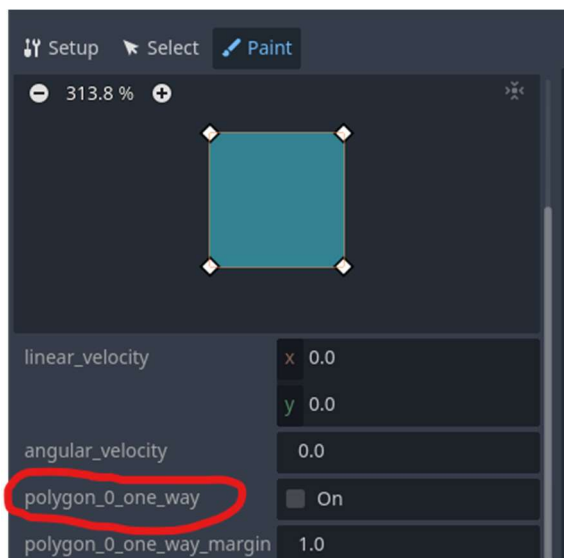 Setup Select Paint
313.8 %
linear_velocity x 0.0
y 0.0
angular_velocity 0.0
polygon_0_one_way On
polygon_0_one_way_margin 1.0